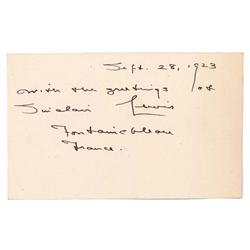 Sept. 28, 1923
with the greetings of
Sinclair Lewis
Fontainebleau
France.